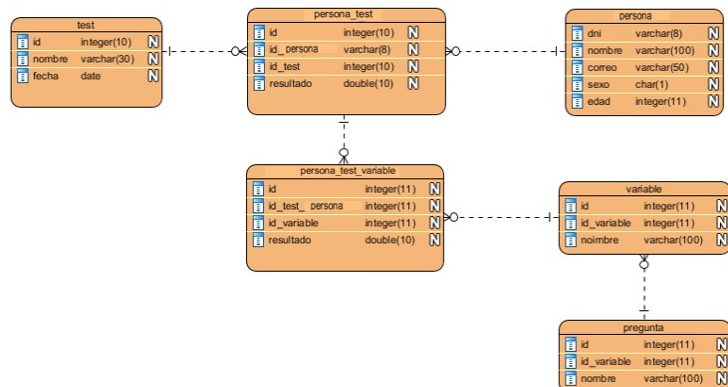 test
id integer(10) N
nombre varchar(30) N
fecha date N
persona_test
id integer(10) N
id_persona varchar(8) N
id_test integer(10) N
resultado double(10) N
persona
dni varchar(8) N
nombre varchar(100) N
correo varchar(50) N
sexo char(1) N
edad integer(11) N
persona_test_variable
id integer(11) N
id_test_ persona integer(11) N
id_variable integer(11) N
resultado double(10) N
variable
id integer(11) N
id_variable integer(11) N
noimbre varchar(100) N
pregunta
id integer(11) N
id_variable integer(11) N
nombre varchar(100) N